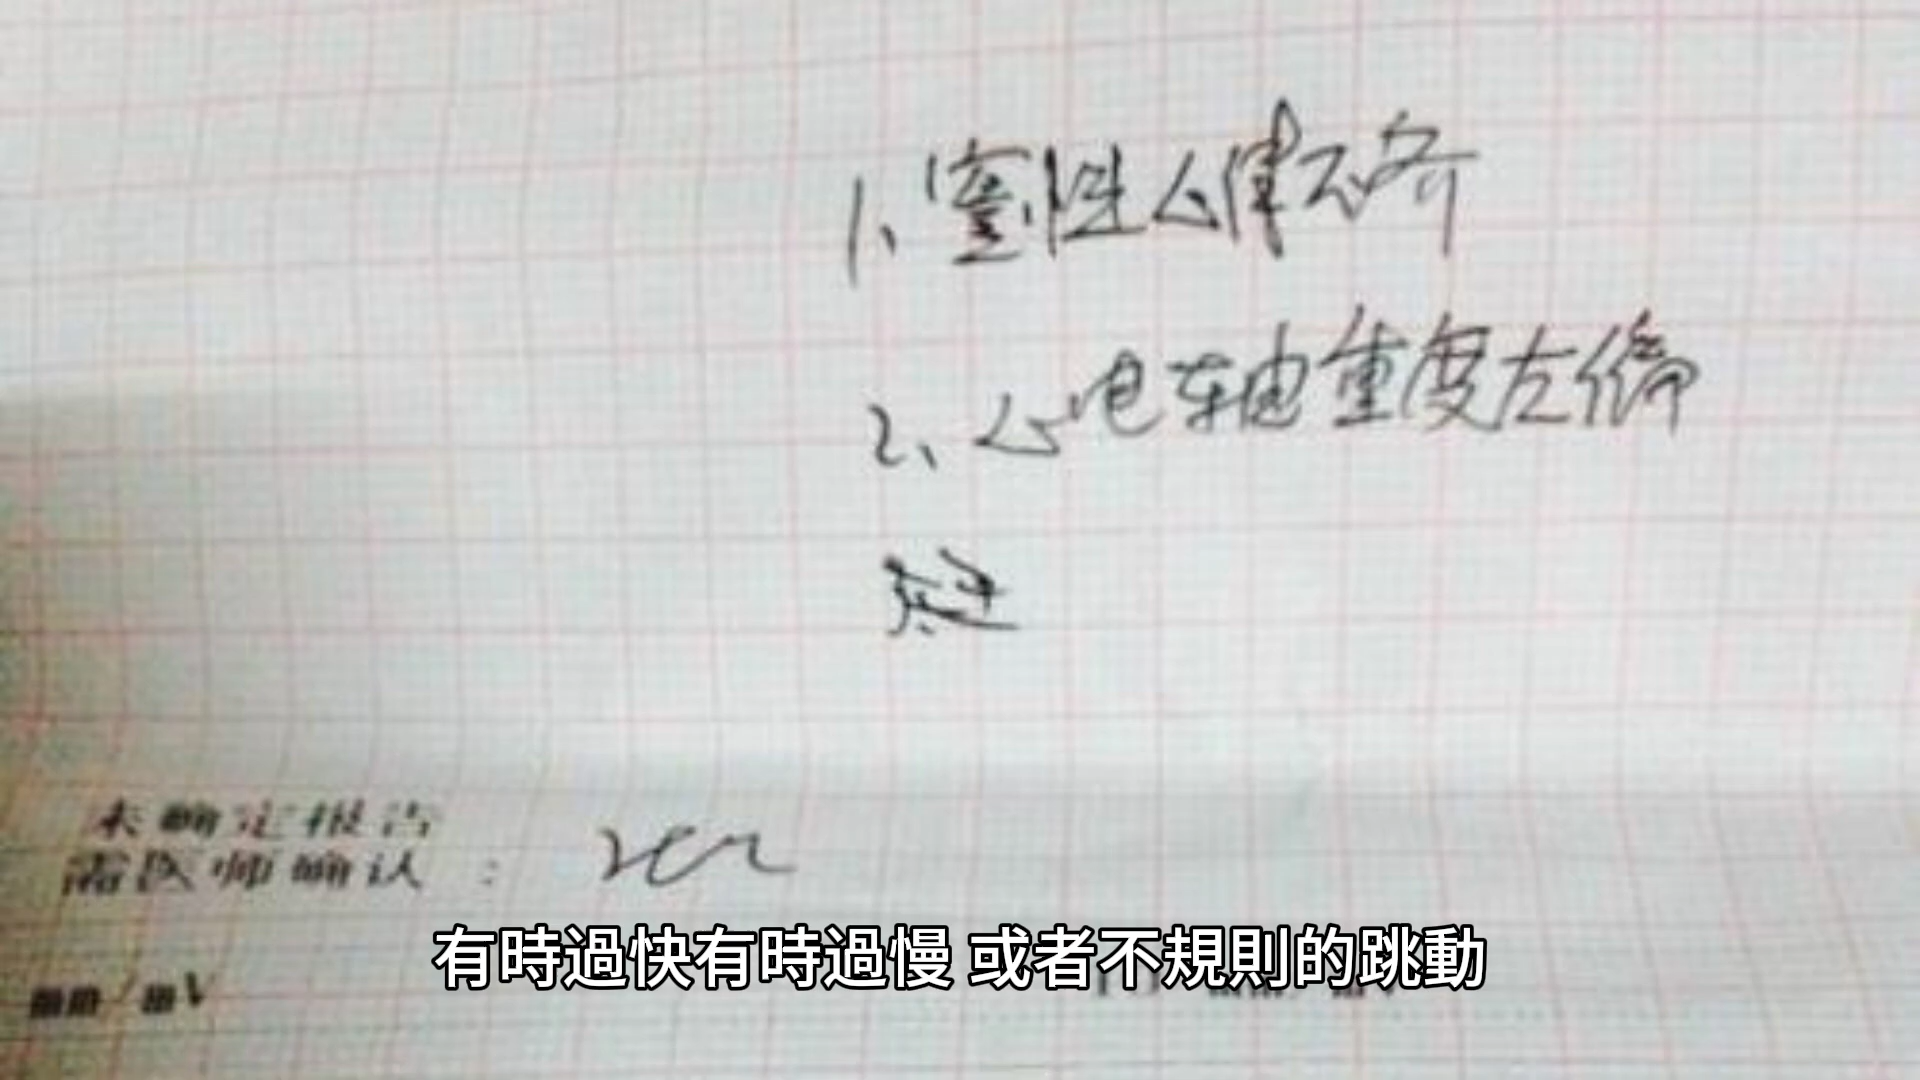 1、窦性心律不齐
2、心电轴重度左偏
未确定报告
需医师确认：
mm/mV
有時過快有時過慢 或者不規則的跳動